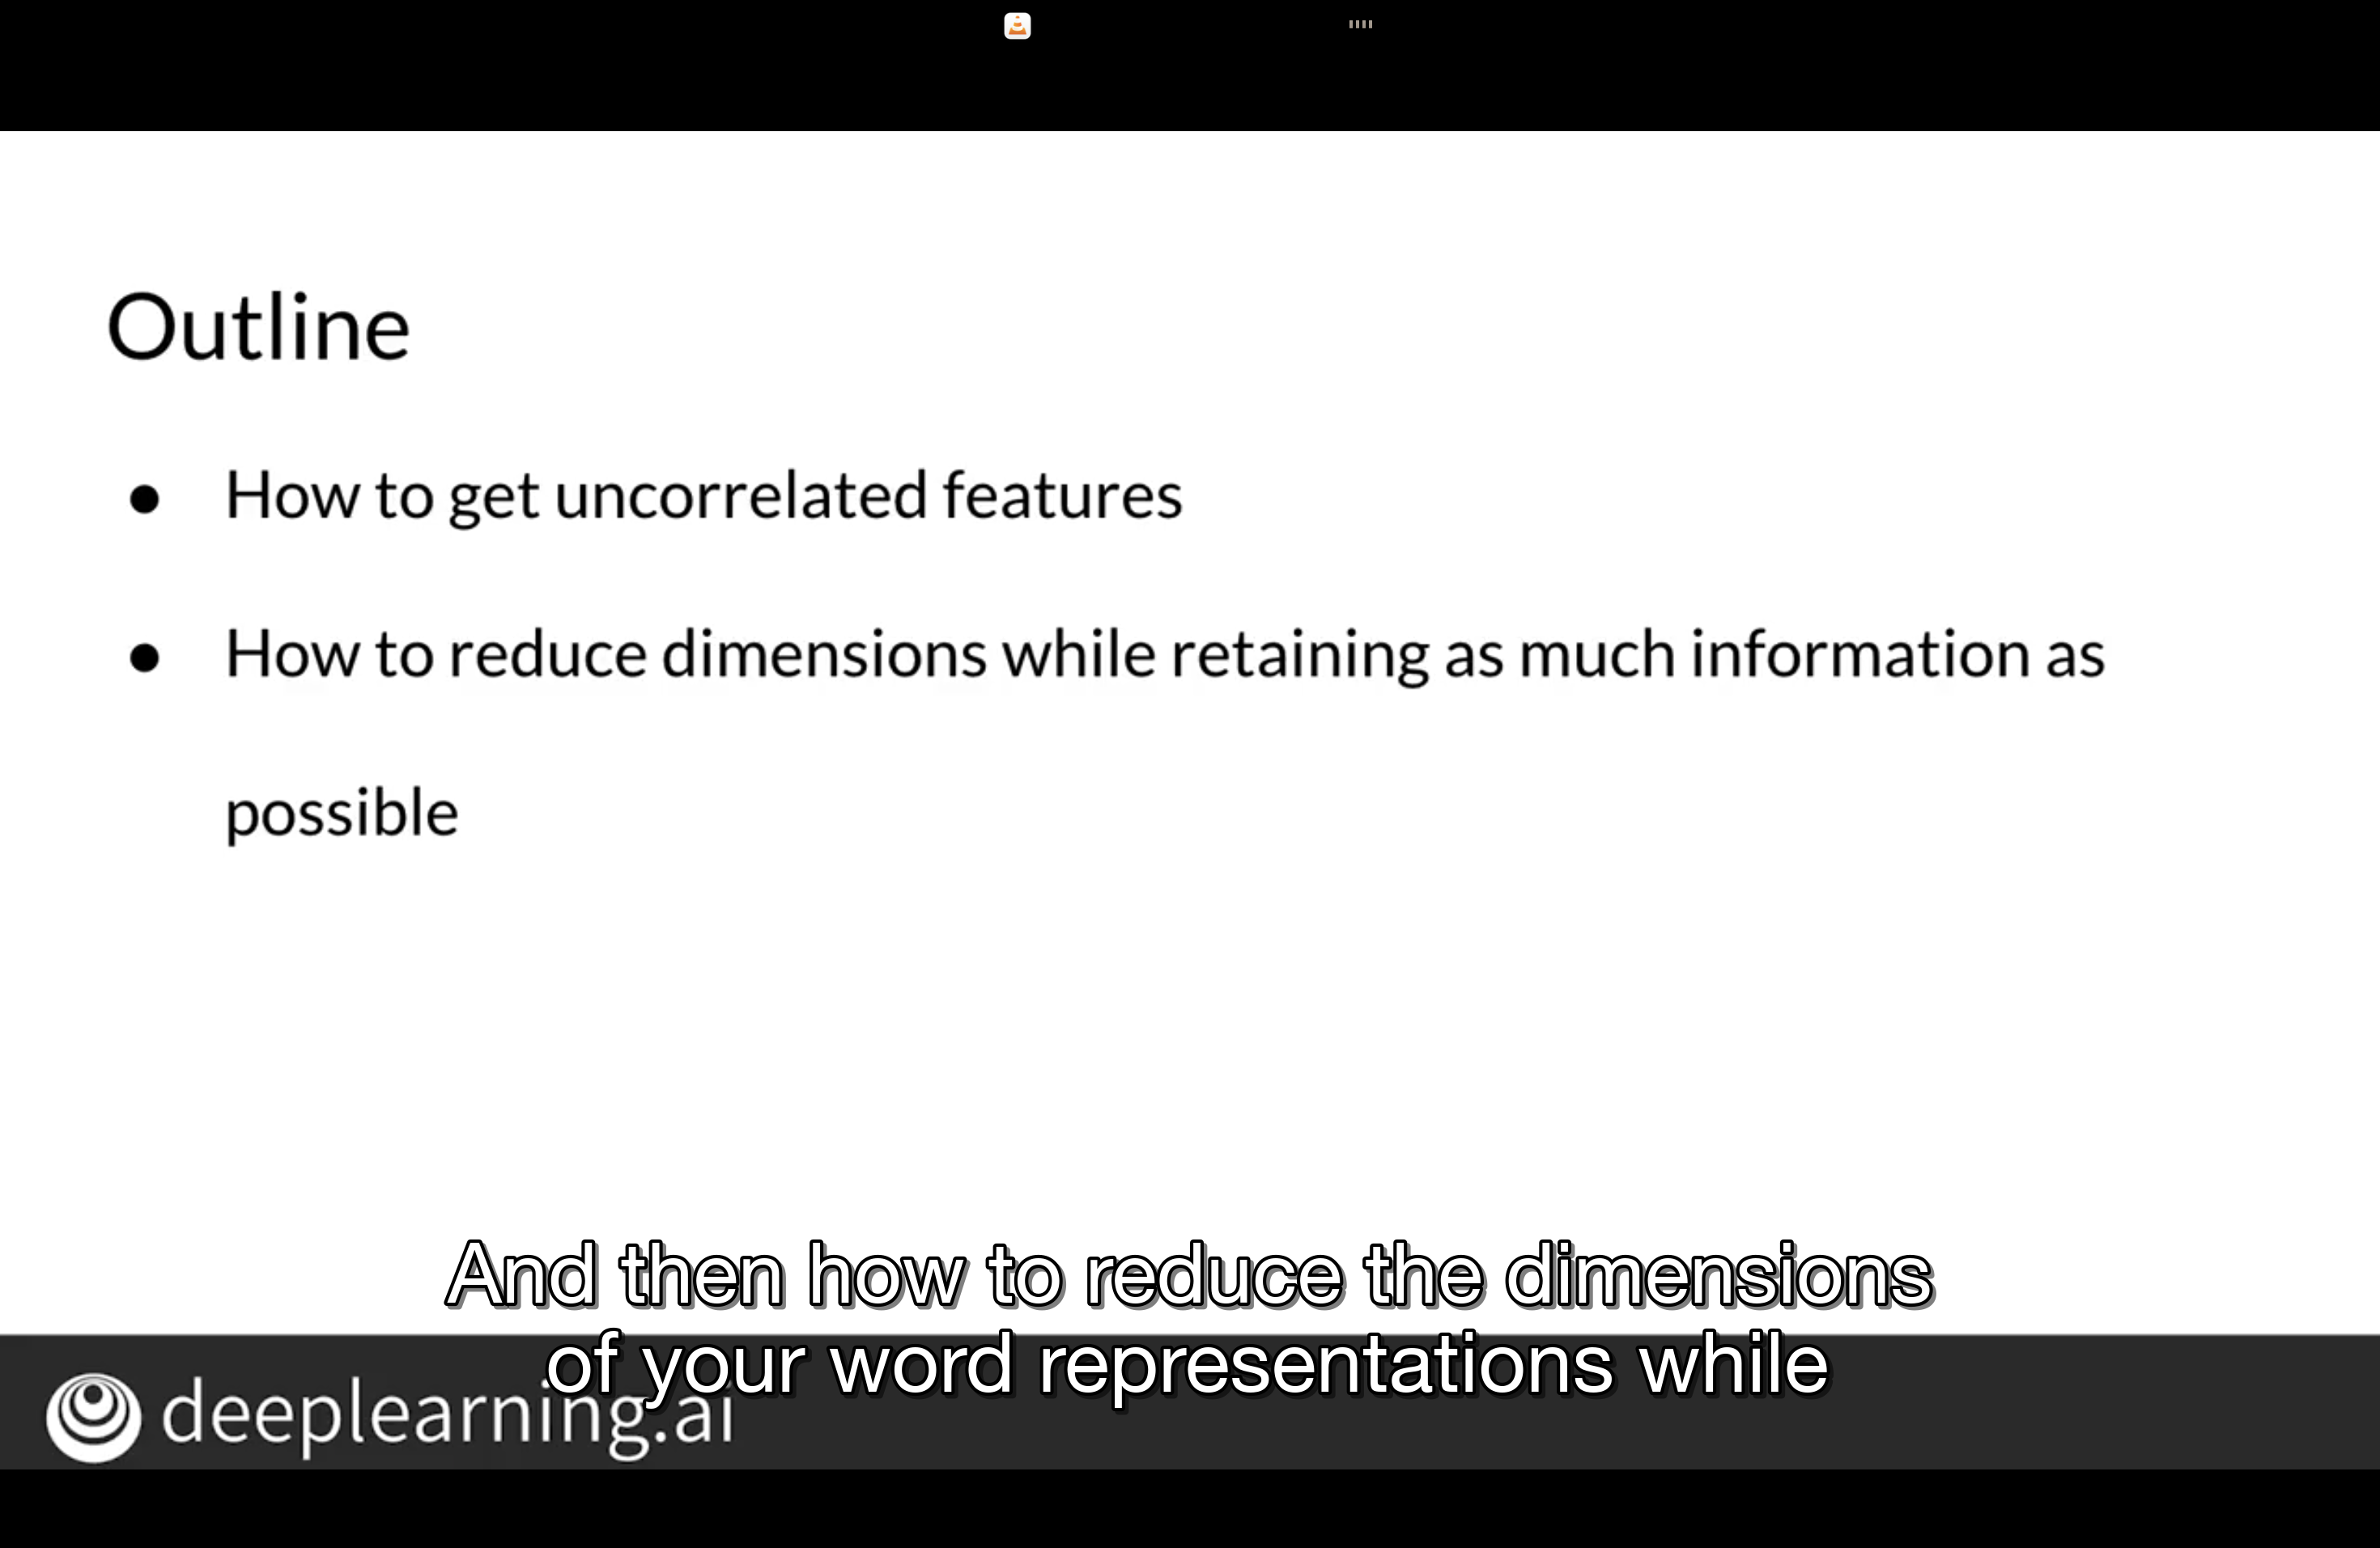 Outline
● How to get uncorrelated features
● How to reduce dimensions while retaining as much information as
possible
And then how to reduce the dimensions
of your word representations while
deeplearning.ai